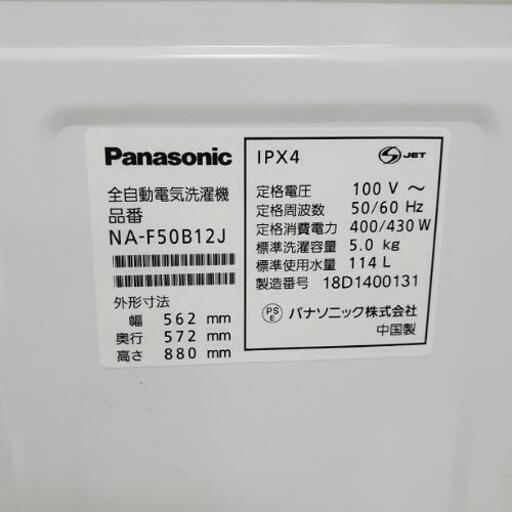 Panasonic
全自動電気洗濯機
品番
NA-F50B12J
外形寸法
幅 562 mm
奥行 572 mm
高さ 880 mm
IPX4
S JET
定格電圧 100 V ～
定格周波数 50/60 Hz
定格消費電力 400/430 W
標準洗濯容量 5.0 kg
標準使用水量 114 L
製造番号 18D1400131
PS E パナソニック株式会社
中国製